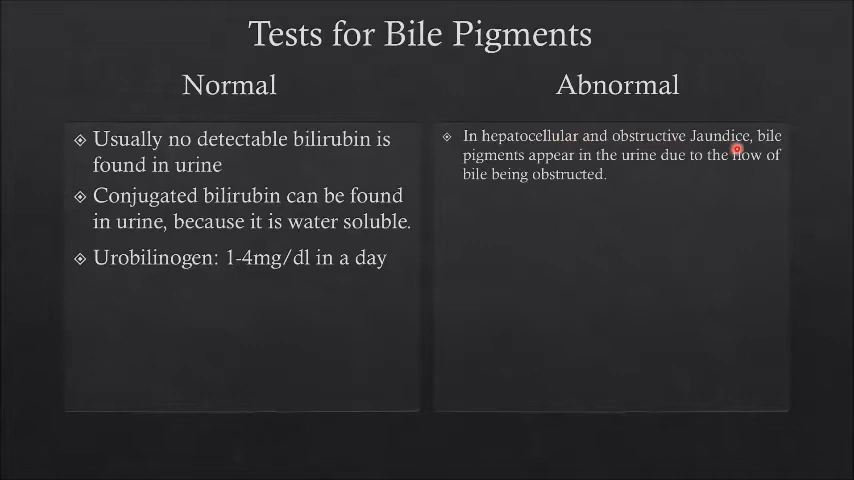 Tests for Bile Pigments
Normal
Usually no detectable bilirubin is
found in urine
Conjugated bilirubin can be found
in urine, because it is water soluble.
Urobilinogen: 1-4mg/dl in a day
Abnormal
In hepatocellular and obstructive Jaundice, bile
pigments appear in the urine due to the flow of
bile being obstructed.